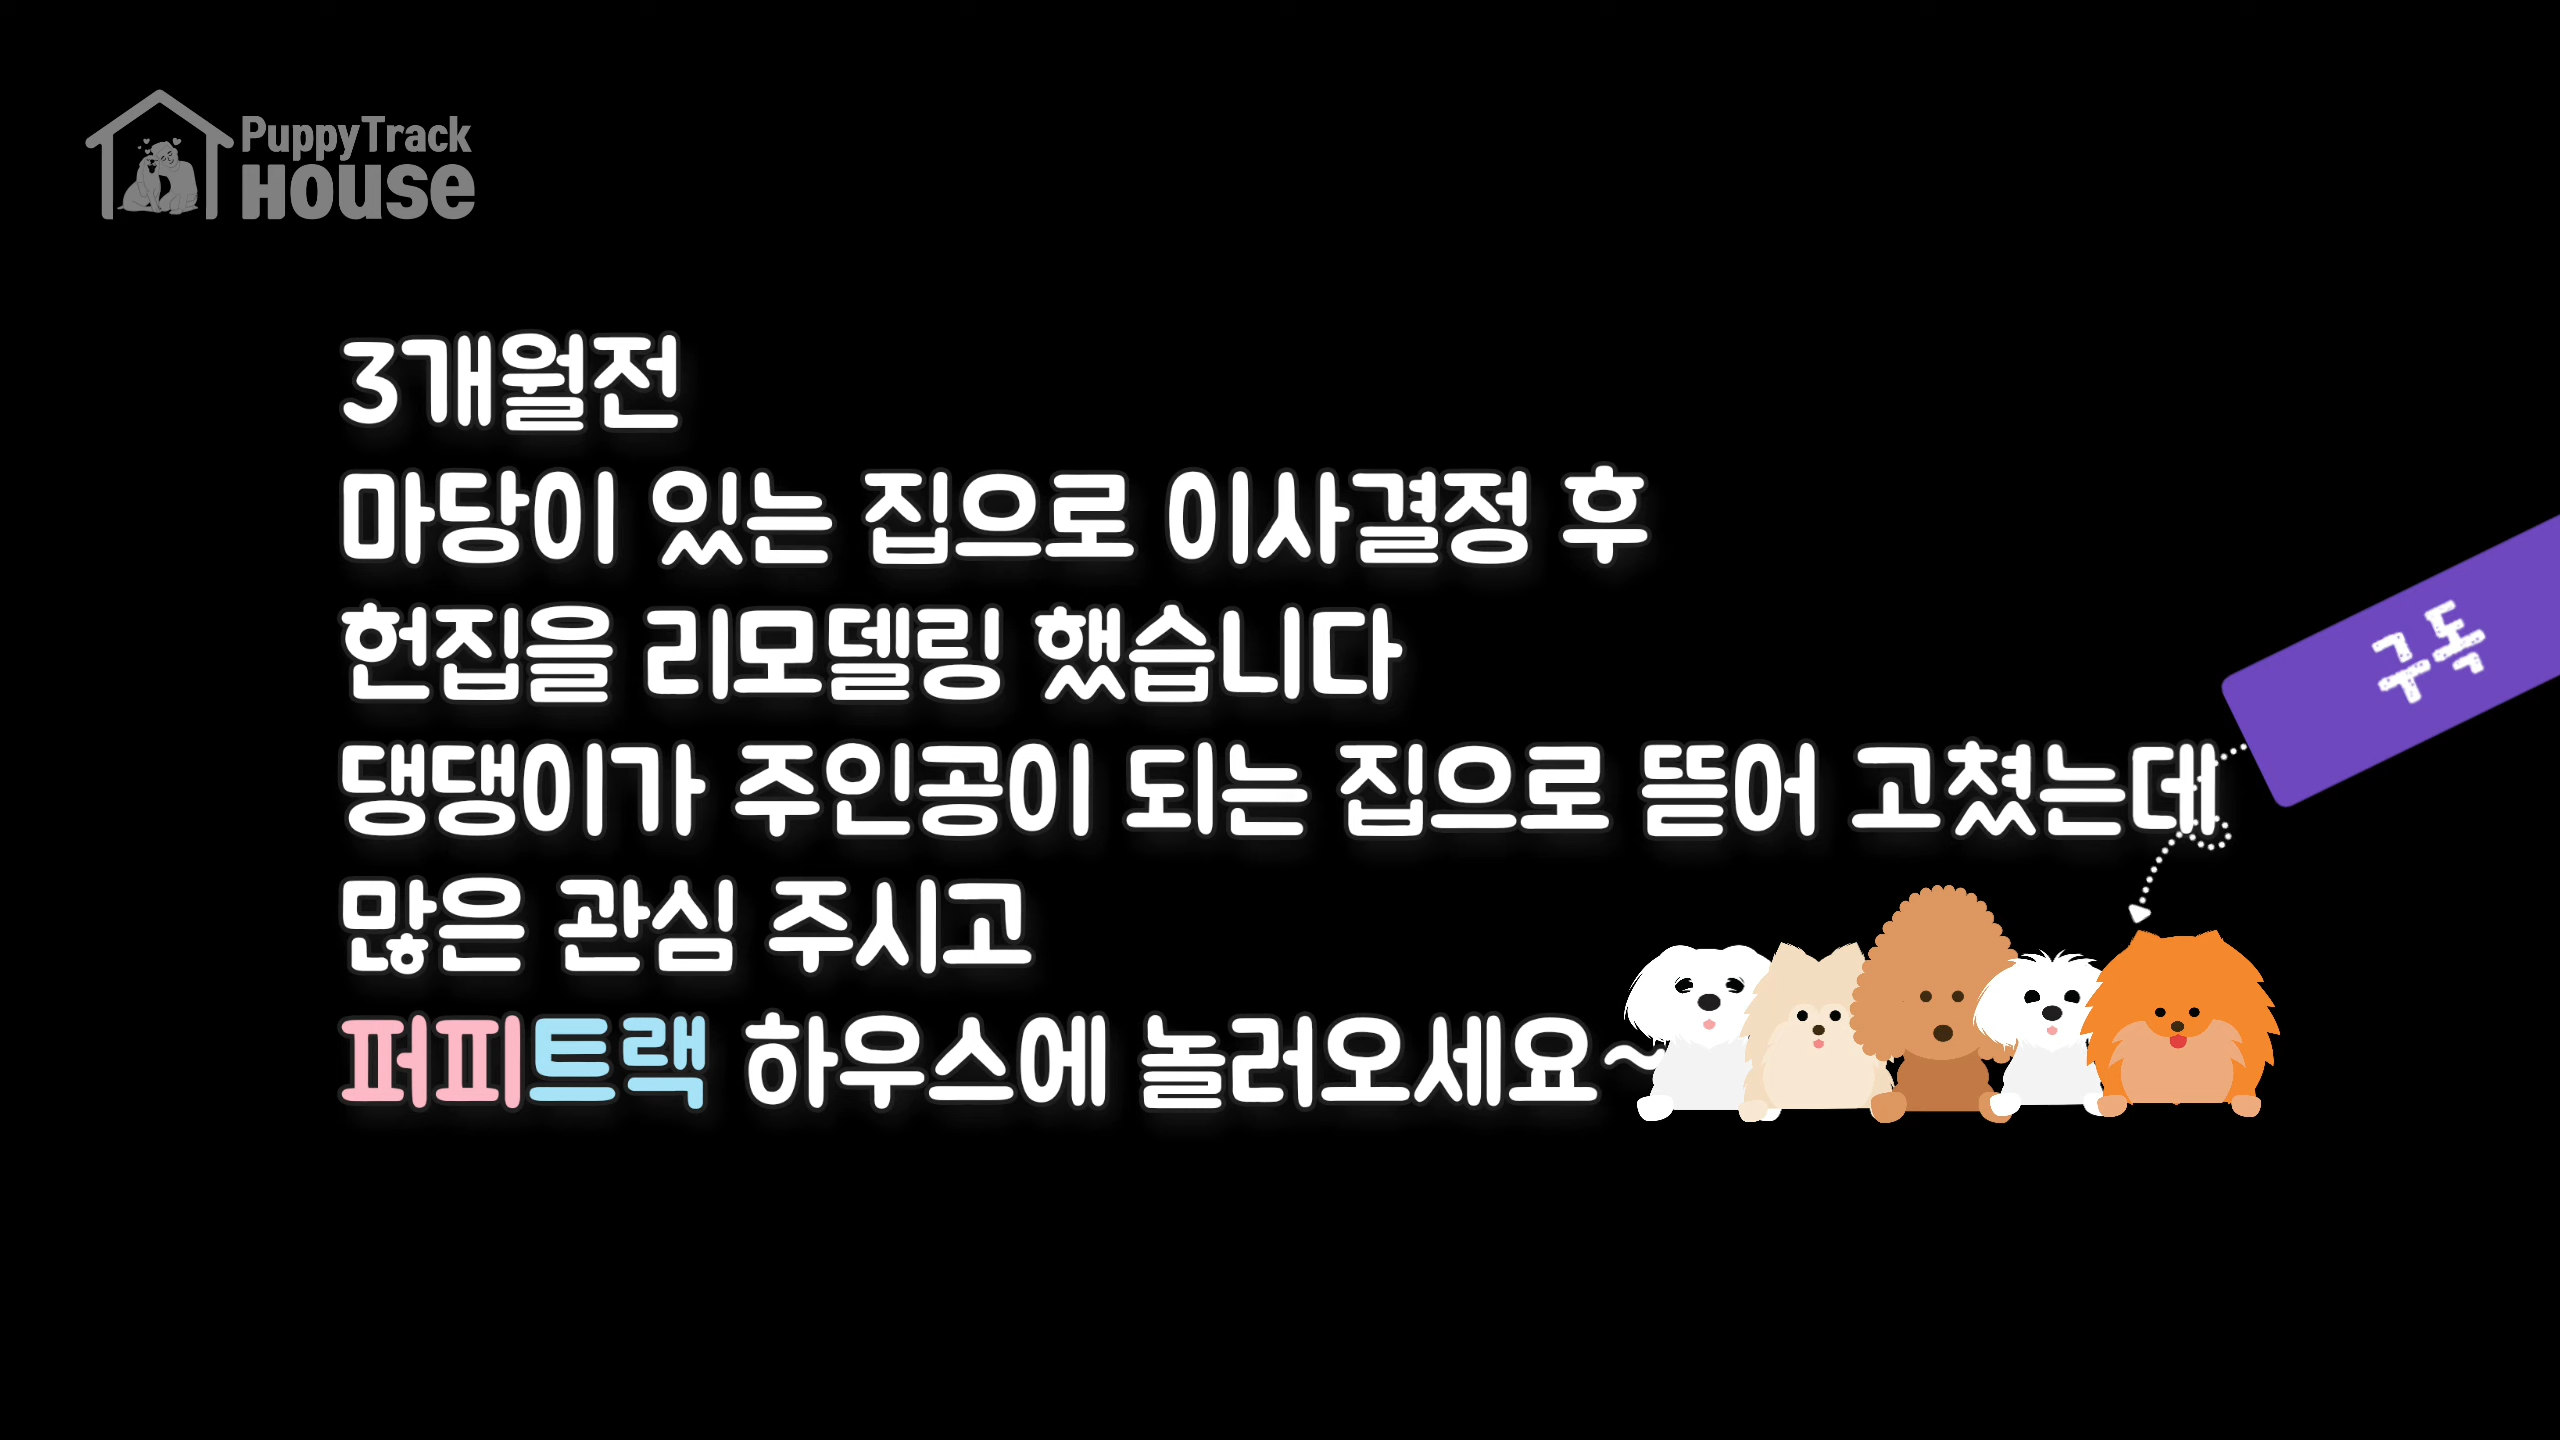 PuppyTrack
HOUSE
3개월전
마당이 있는 집으로 이사결정 후
헌집을 리모델링 했습니다
댕댕이가 주인공이 되는 집으로 뜯어 고쳤는데
많은 관심 주시고
퍼피트랙 하우스에 놀러오세요~
구독